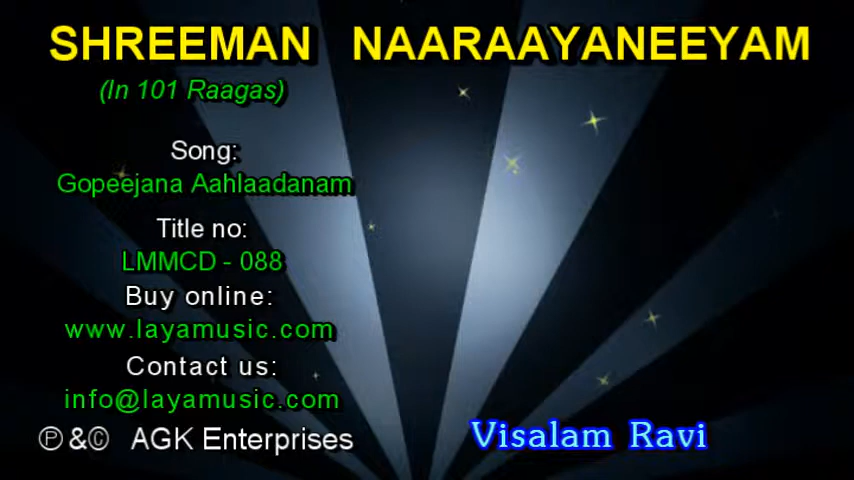 SHREEMAN NAARAAYANEEYAM
(In 101 Raagas)
Song:
Gopeejana Aahlaadanam
Title no:
LMMCD - 088
Buy online:
www.layamusic.com
Contact us:
info@layamusic.com
℗ &© AGK Enterprises
Visalam Ravi